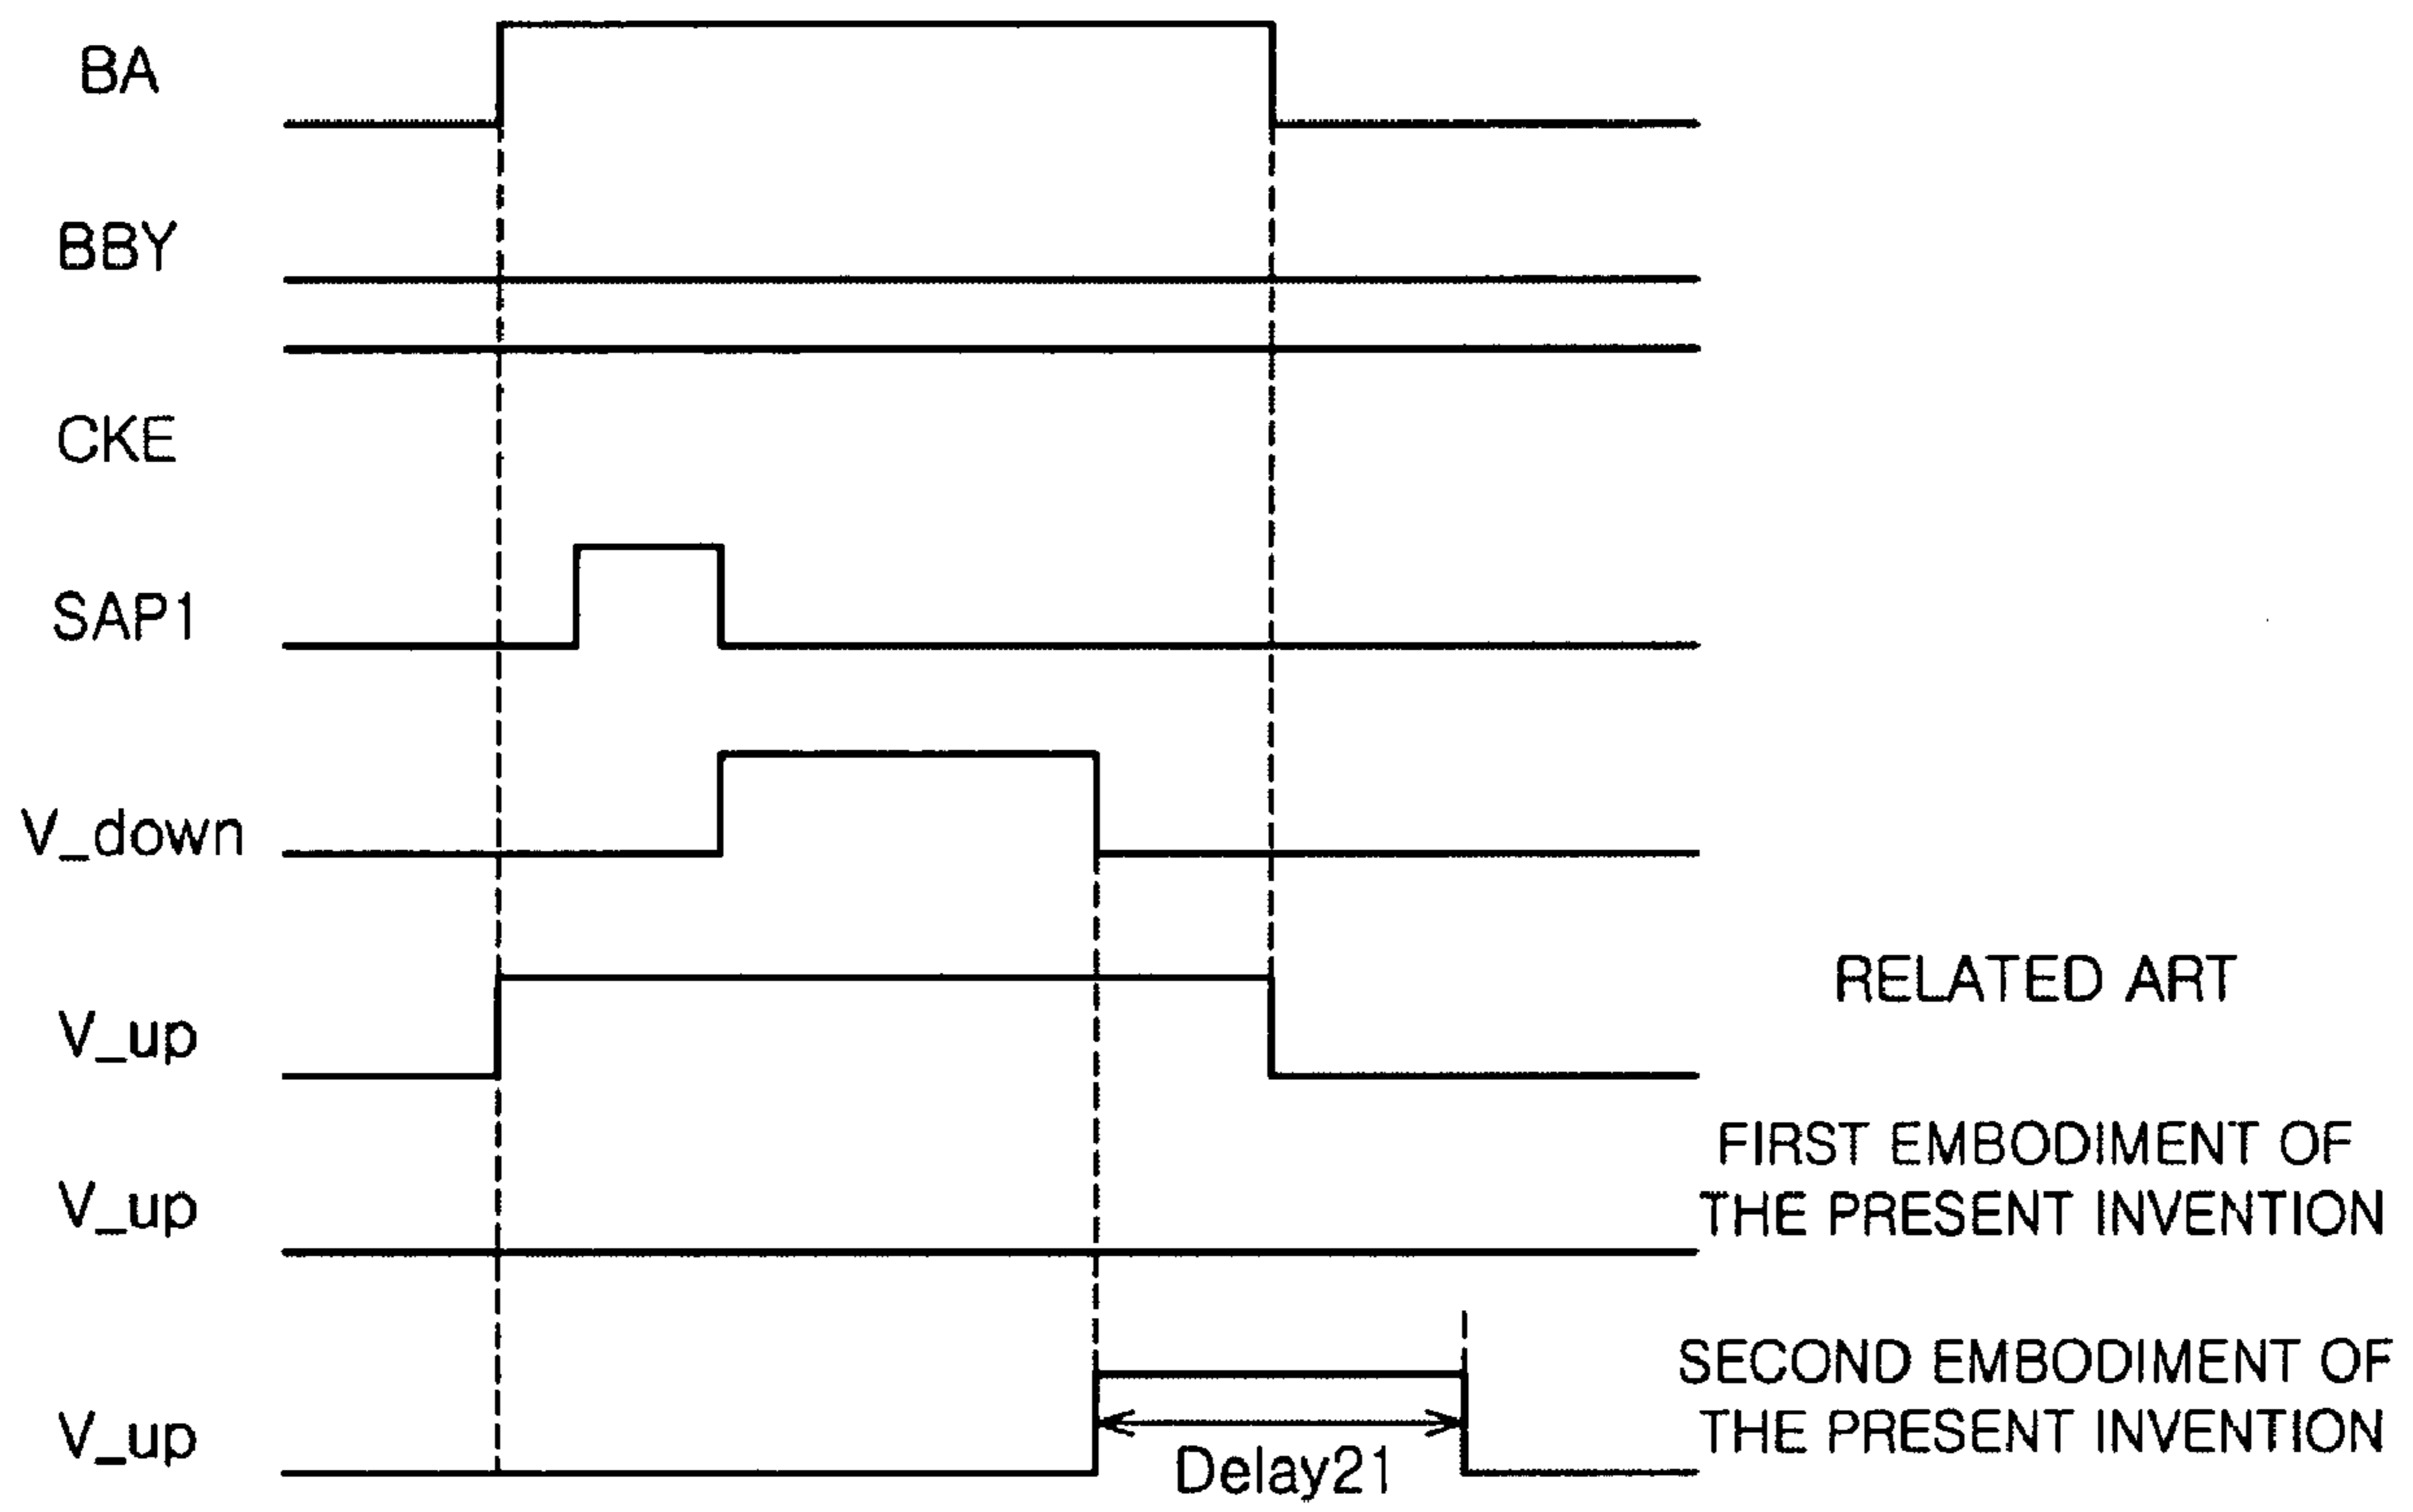 BA
BBY
CKE
SAP1
V_down
RELATED ART
V_up
FIRST EMBODIMENT OF
THE PRESENT INVENTION
V_up
SECOND EMBODIMENT OF
THE PRESENT INVENTION
V_up
Delay21